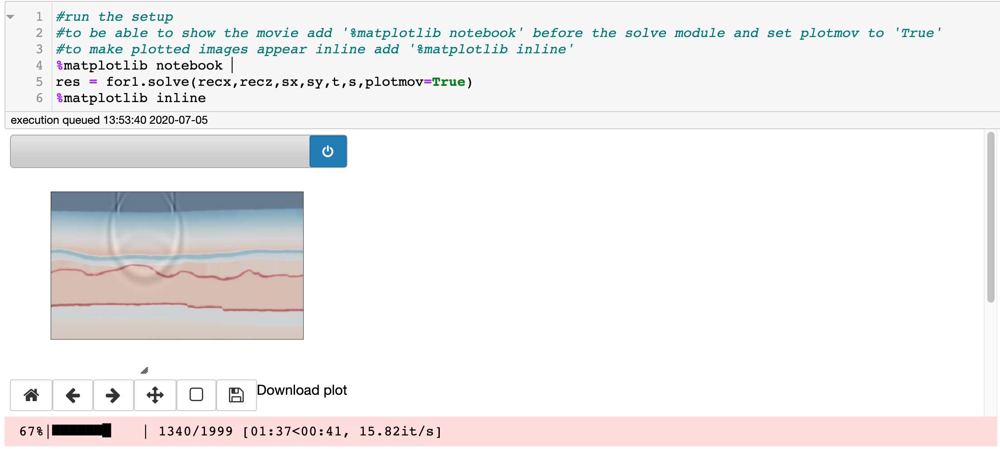 1 #run the setup
2 #to be able to show the movie add '%matplotlib notebook' before the solve module and set plotmov to 'True'
3 #to make plotted images appear inline add '%matplotlib inline'
4 %matplotlib notebook
5 res = for1.solve(recx,recz,sx,sy,t,s,plotmov=True)
6 %matplotlib inline
execution queued 13:53:40 2020-07-05
Download plot
67%| | 1340/1999 [01:37<00:41, 15.82it/s]